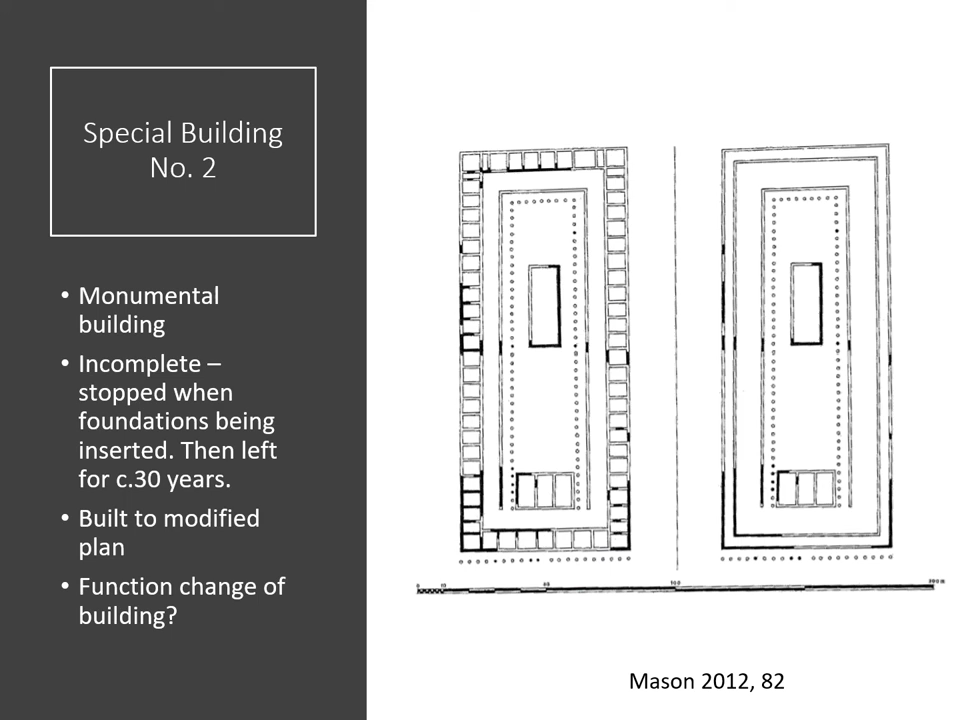 Special Building
No. 2
• Monumental
building
• Incomplete –
stopped when
foundations being
inserted. Then left
for c.30 years.
• Built to modified
plan
• Function change of
building?
Mason 2012, 82